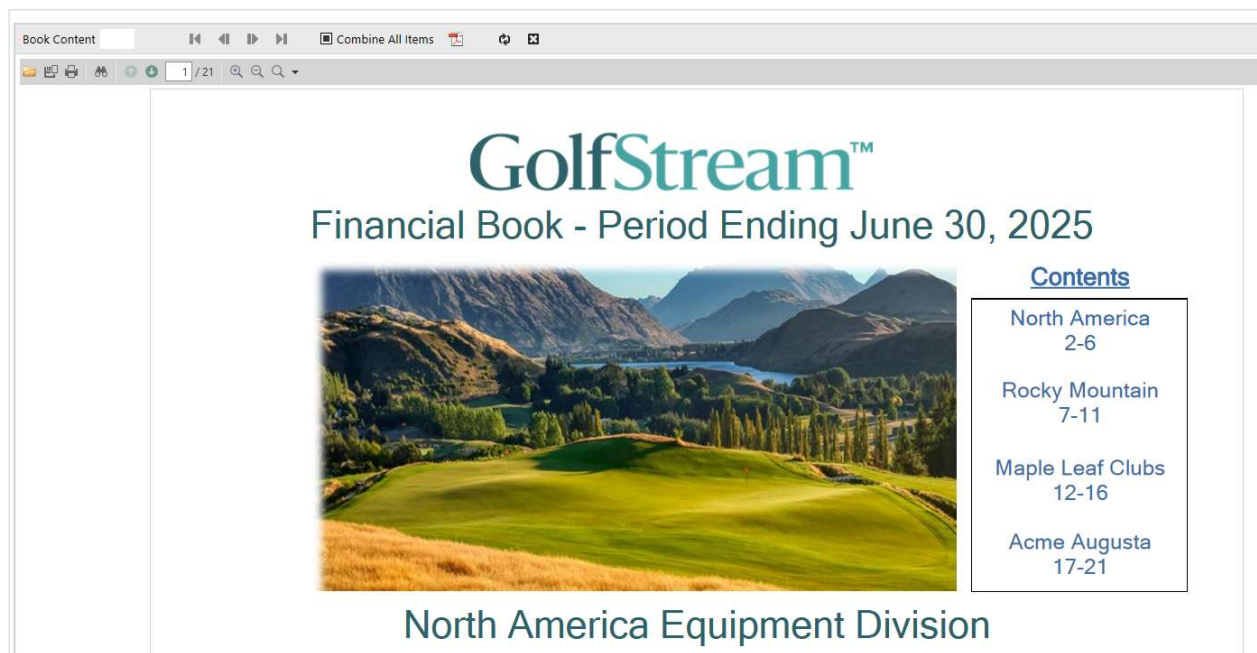 Book Content
Combine All Items
1 / 21
GolfStream™
Financial Book - Period Ending June 30, 2025
Contents
North America
2-6
Rocky Mountain
7-11
Maple Leaf Clubs
12-16
Acme Augusta
17-21
North America Equipment Division